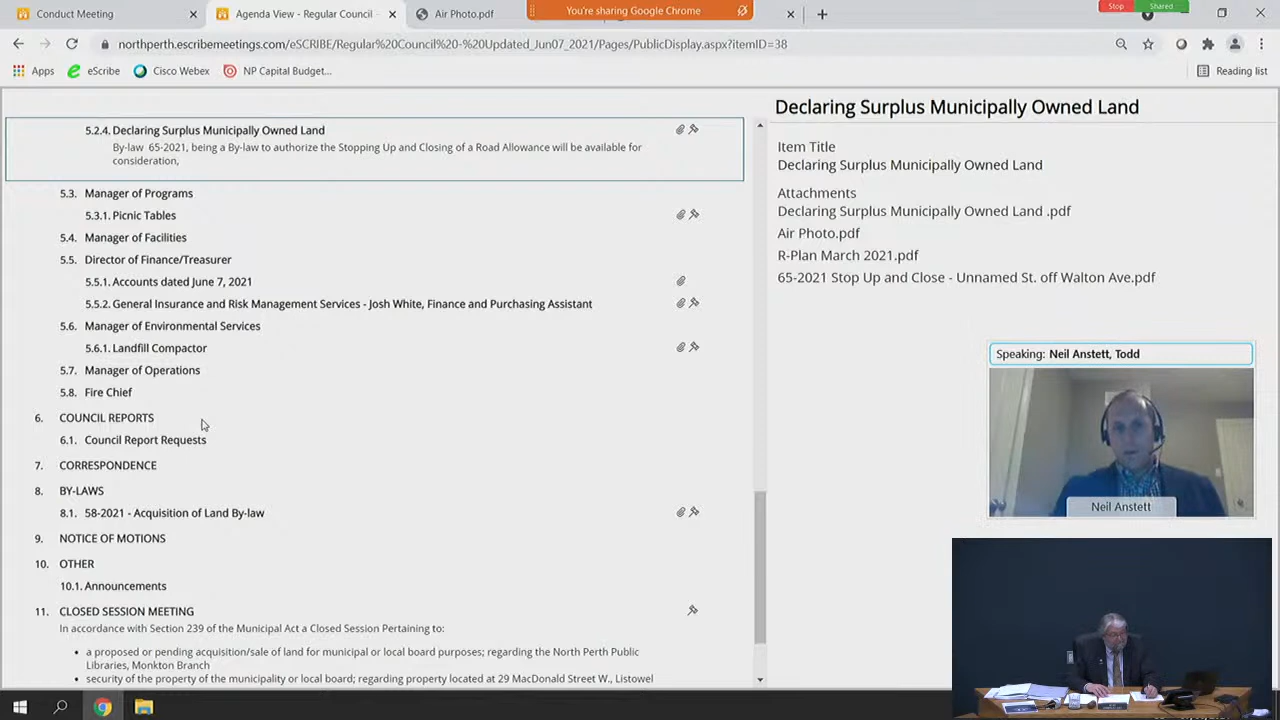 Conduct Meeting
Agenda View - Regular Council -
Air Photo.pdf
You're sharing Google Chrome
Stop
Shared
northperth.escribemeetings.com/eSCRIBE/Regular%20Council%20-%20Updated_Jun07_2021/Pages/PublicDisplay.aspx?itemID=38
Apps
eScribe
Cisco Webex
NP Capital Budget...
Reading list
5.2.4. Declaring Surplus Municipally Owned Land
By-law 65-2021, being a By-law to authorize the Stopping Up and Closing of a Road Allowance will be available for
consideration,
5.3. Manager of Programs
5.3.1. Picnic Tables
5.4. Manager of Facilities
5.5. Director of Finance/Treasurer
5.5.1. Accounts dated June 7, 2021
5.5.2. General Insurance and Risk Management Services - Josh White, Finance and Purchasing Assistant
5.6. Manager of Environmental Services
5.6.1. Landfill Compactor
5.7. Manager of Operations
5.8. Fire Chief
6. COUNCIL REPORTS
6.1. Council Report Requests
7. CORRESPONDENCE
8. BY-LAWS
8.1. 58-2021 - Acquisition of Land By-law
9. NOTICE OF MOTIONS
10. OTHER
10.1. Announcements
11. CLOSED SESSION MEETING
In accordance with Section 239 of the Municipal Act a Closed Session Pertaining to:
• a proposed or pending acquisition/sale of land for municipal or local board purposes; regarding the North Perth Public
Libraries, Monkton Branch
• security of the property of the municipality or local board; regarding property located at 29 MacDonald Street W., Listowel
Declaring Surplus Municipally Owned Land
Item Title
Declaring Surplus Municipally Owned Land
Attachments
Declaring Surplus Municipally Owned Land .pdf
Air Photo.pdf
R-Plan March 2021.pdf
65-2021 Stop Up and Close - Unnamed St. off Walton Ave.pdf
Speaking: Neil Anstett, Todd
Neil Anstett